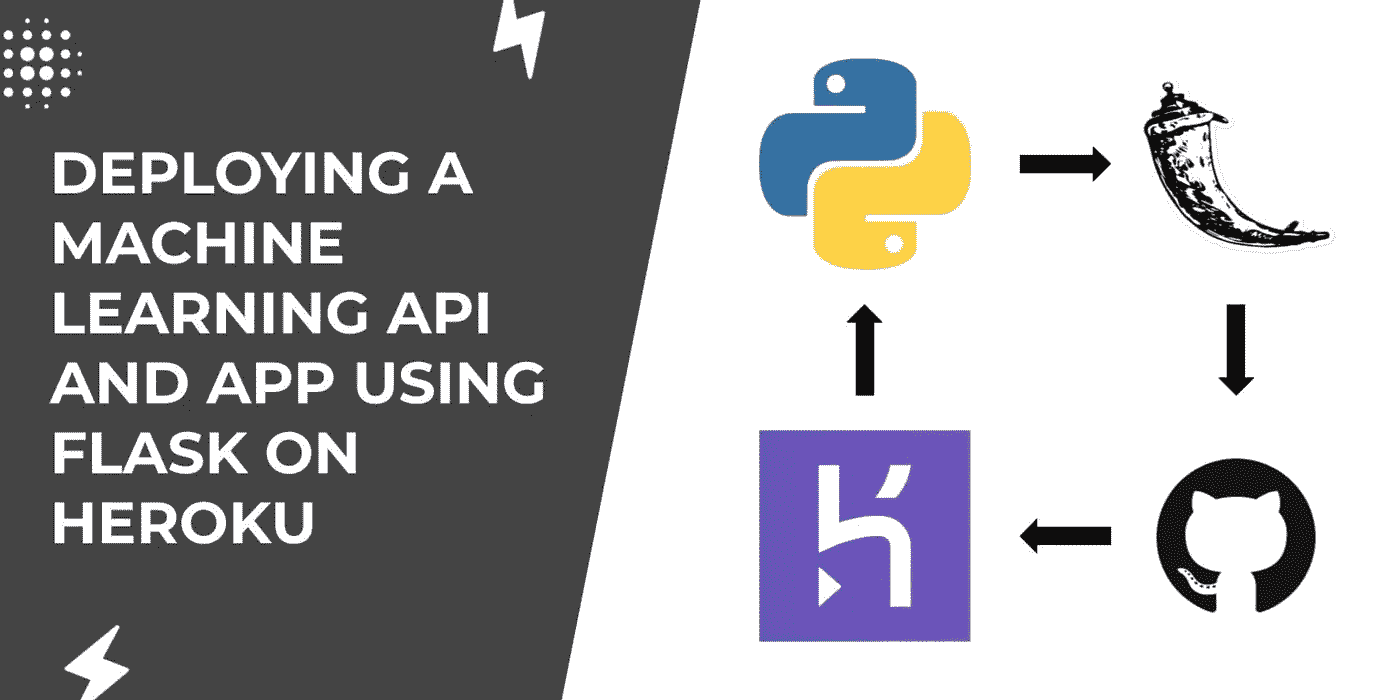 DEPLOYING A
MACHINE
LEARNING API
AND APP USING
FLASK ON
HEROKU